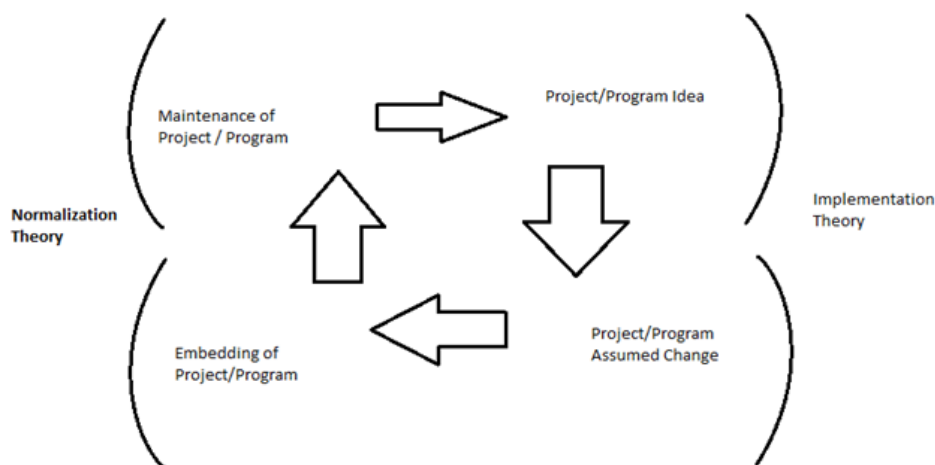 Maintenance of
Project / Program
Project/Program Idea
Normalization
Theory
Implementation
Theory
Embedding of
Project/Program
Project/Program
Assumed Change